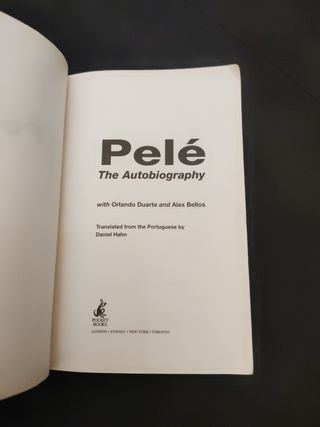 Pelé
The Autobiography
with Orlando Duarte and Alex Bellos
Translated from the Portuguese by
Daniel Hahn
POCKET
BOOKS
LONDON • SYDNEY • NEW YORK • TORONTO